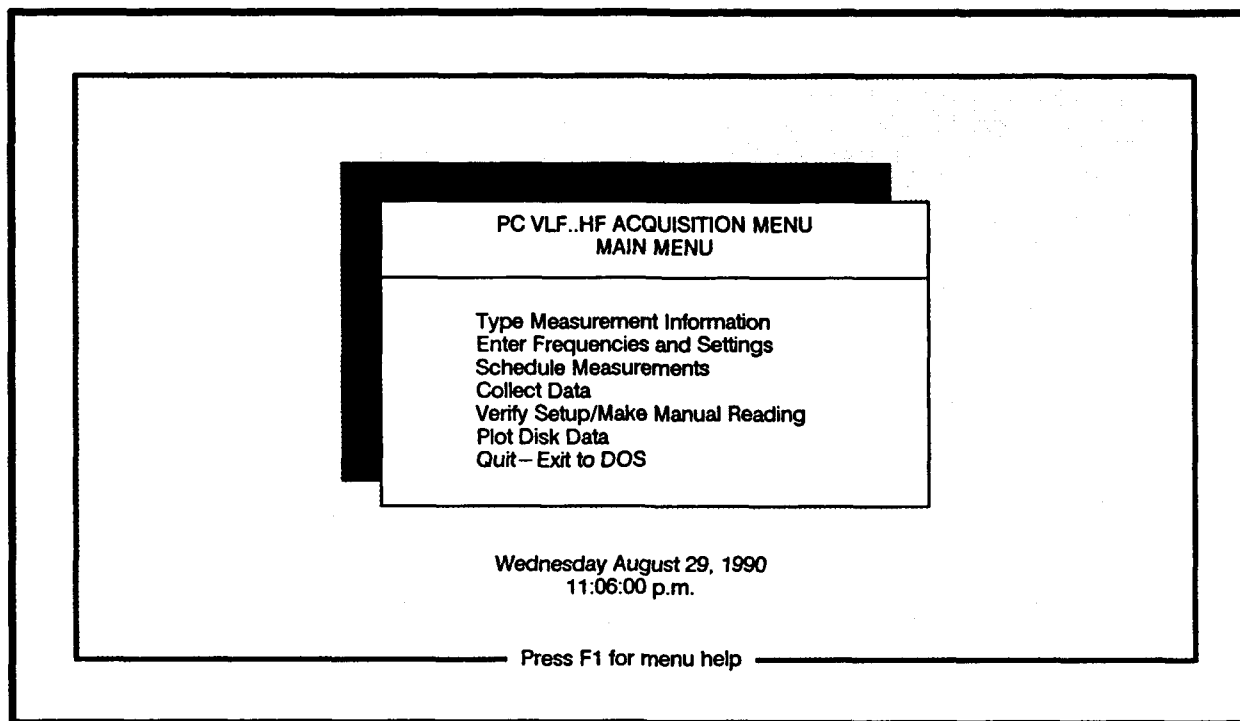 PC VLF..HF ACQUISITION MENU
MAIN MENU
Type Measurement Information
Enter Frequencies and Settings
Schedule Measurements
Collect Data
Verify Setup/Make Manual Reading
Plot Disk Data
Quit—Exit to DOS
Wednesday August 29, 1990
11:06:00 p.m.
Press F1 for menu help